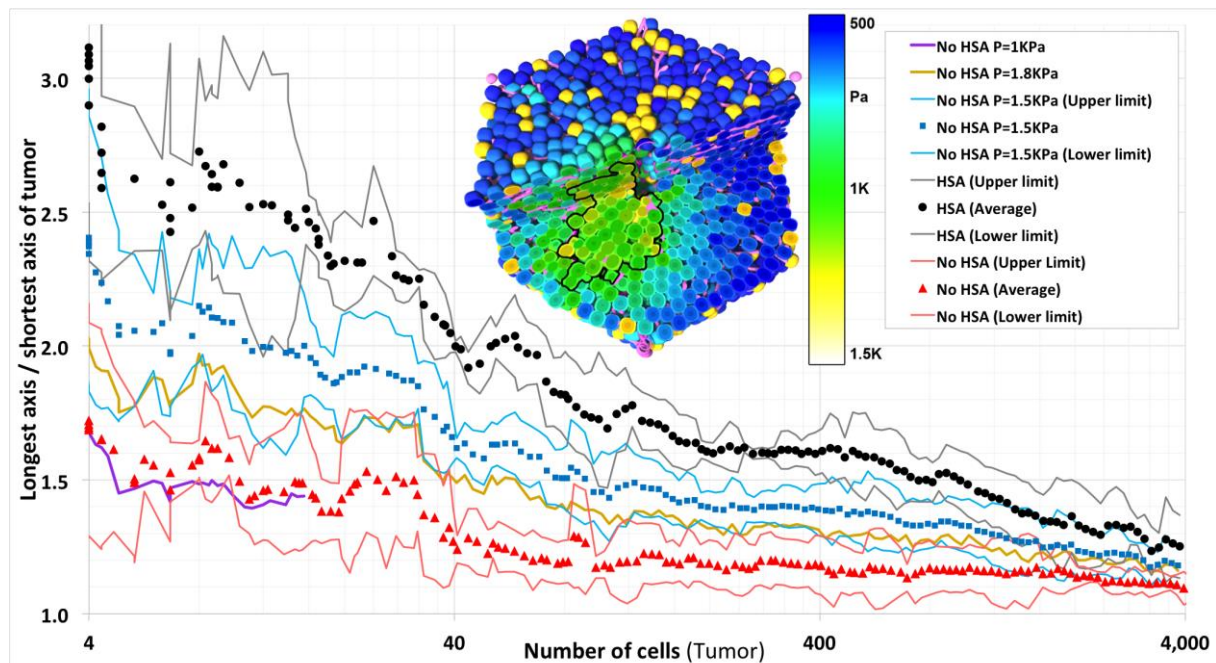 Longest axis / shortest axis of tumor
3.0
2.5
2.0
1.5
1.0
4
40
400
4,000
Number of cells (Tumor)
500
Pa
1K
1.5K
No HSA P=1KPa
No HSA P=1.8KPa
No HSA P=1.5KPa (Upper limit)
No HSA P=1.5KPa
No HSA P=1.5KPa (Lower limit)
HSA (Upper limit)
HSA (Average)
HSA (Lower limit)
No HSA (Upper Limit)
No HSA (Average)
No HSA (Lower limit)